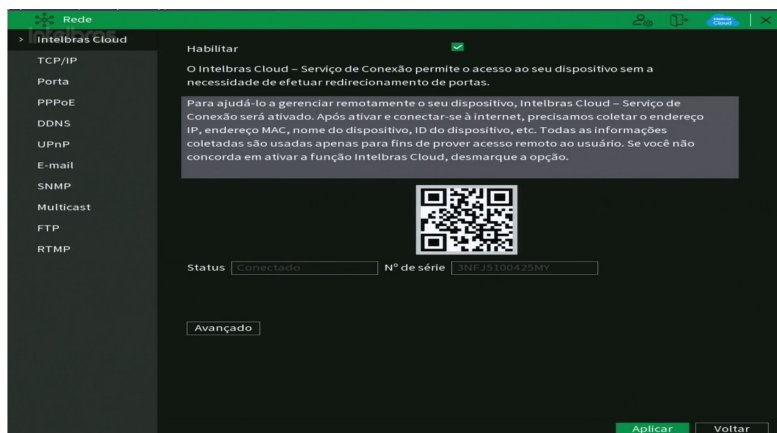 Rede
intelbras Cloud
> Intelbras Cloud
TCP/IP
Porta
PPPoE
DDNS
UPnP
E-mail
SNMP
Multicast
FTP
RTMP
Habilitar
O Intelbras Cloud – Serviço de Conexão permite o acesso ao seu dispositivo sem a
necessidade de efetuar redirecionamento de portas.
Para ajudá-lo a gerenciar remotamente o seu dispositivo, Intelbras Cloud – Serviço de
Conexão será ativado. Após ativar e conectar-se à internet, precisamos coletar o endereço
IP, endereço MAC, nome do dispositivo, ID do dispositivo, etc. Todas as informações
coletadas são usadas apenas para fins de prover acesso remoto ao usuário. Se você não
concorda em ativar a função Intelbras Cloud, desmarque a opção.
Status Conectado Nº de série 3NFJ5100425MY
Avançado
Aplicar Voltar